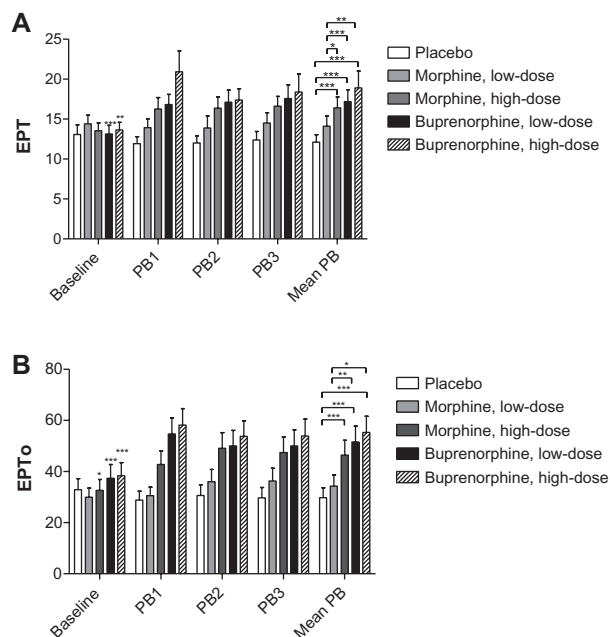 A
25
20
15
10
5
0
EPT
***
**
**
***
*
***
***
***
Placebo
Morphine, low-dose
Morphine, high-dose
Buprenorphine, low-dose
Buprenorphine, high-dose
Baseline
PB1
PB2
PB3
Mean PB
B
80
60
40
20
0
EPTo
*
***
***
*
**
***
***
***
Placebo
Morphine, low-dose
Morphine, high-dose
Buprenorphine, low-dose
Buprenorphine, high-dose
Baseline
PB1
PB2
PB3
Mean PB